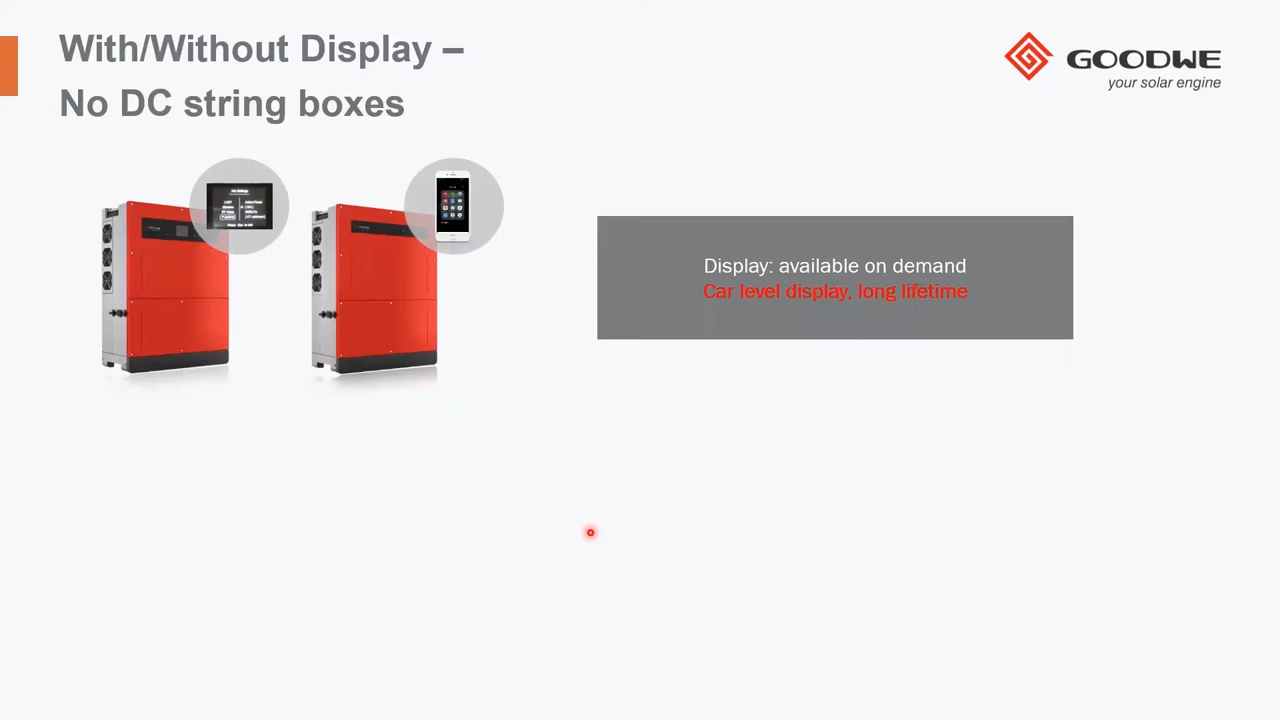 With/Without Display –
No DC string boxes
GOODWE
your solar engine
Display: available on demand
Car level display, long lifetime